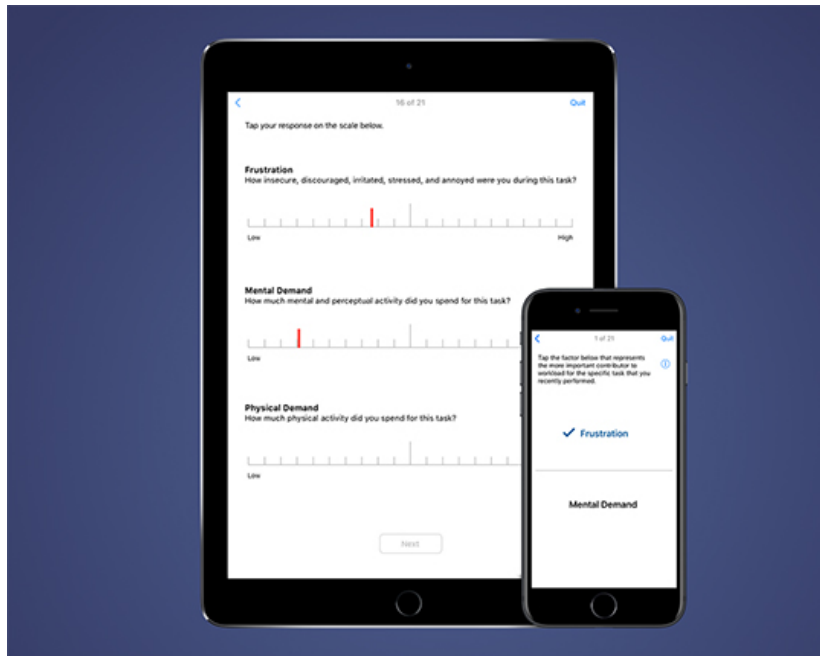 16 of 21
Quit
Tap your response on the scale below.
Frustration
How insecure, discouraged, irritated, stressed, and annoyed were you during this task?
Low
High
Mental Demand
How much mental and perceptual activity did you spend for this task?
Low
Physical Demand
How much physical activity did you spend for this task?
Low
Next
1 of 21
Quit
Tap the factor below that represents
the more important contributor to
workload for the specific task that you
recently performed.
Frustration
Mental Demand